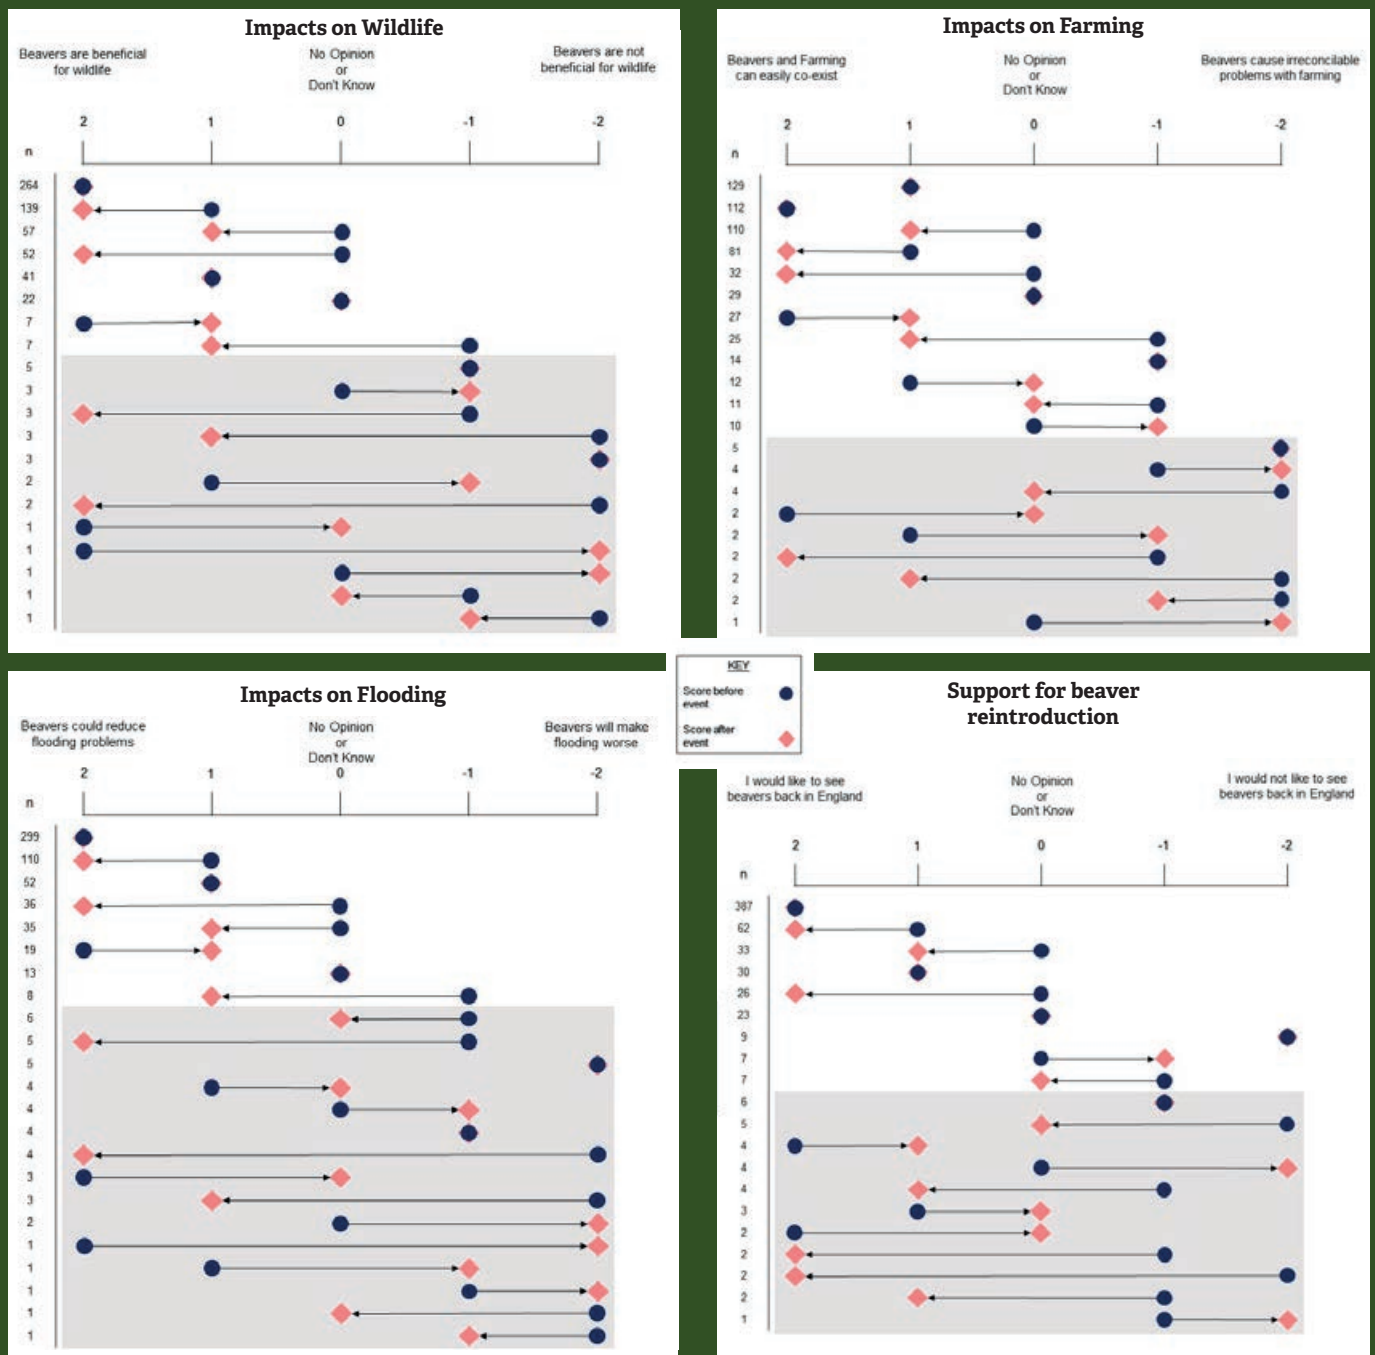 Impacts on Wildlife
Beavers are beneficial
for wildlife
No Opinion
or
Don't Know
Beavers are not
beneficial for wildlife
2 1 0 -1 -2
n
264
139
57
52
41
22
7
7
5
3
3
3
3
2
2
1
1
1
1
1
Impacts on Farming
Beavers and Farming
can easily co-exist
No Opinion
or
Don't Know
Beavers cause irreconcilable
problems with farming
2 1 0 -1 -2
n
129
112
110
81
32
29
27
25
14
12
11
10
5
4
4
2
2
2
2
2
1
KEY
Score before
event
Score after
event
Impacts on Flooding
Beavers could reduce
flooding problems
No Opinion
or
Don't Know
Beavers will make
flooding worse
2 1 0 -1 -2
n
299
110
52
36
35
19
13
8
6
5
5
4
4
4
4
3
3
2
1
1
1
1
1
Support for beaver
reintroduction
I would like to see
beavers back in England
No Opinion
or
Don't Know
I would not like to see
beavers back in England
2 1 0 -1 -2
n
387
62
33
30
26
23
9
7
7
6
5
4
4
4
3
2
2
2
2
1